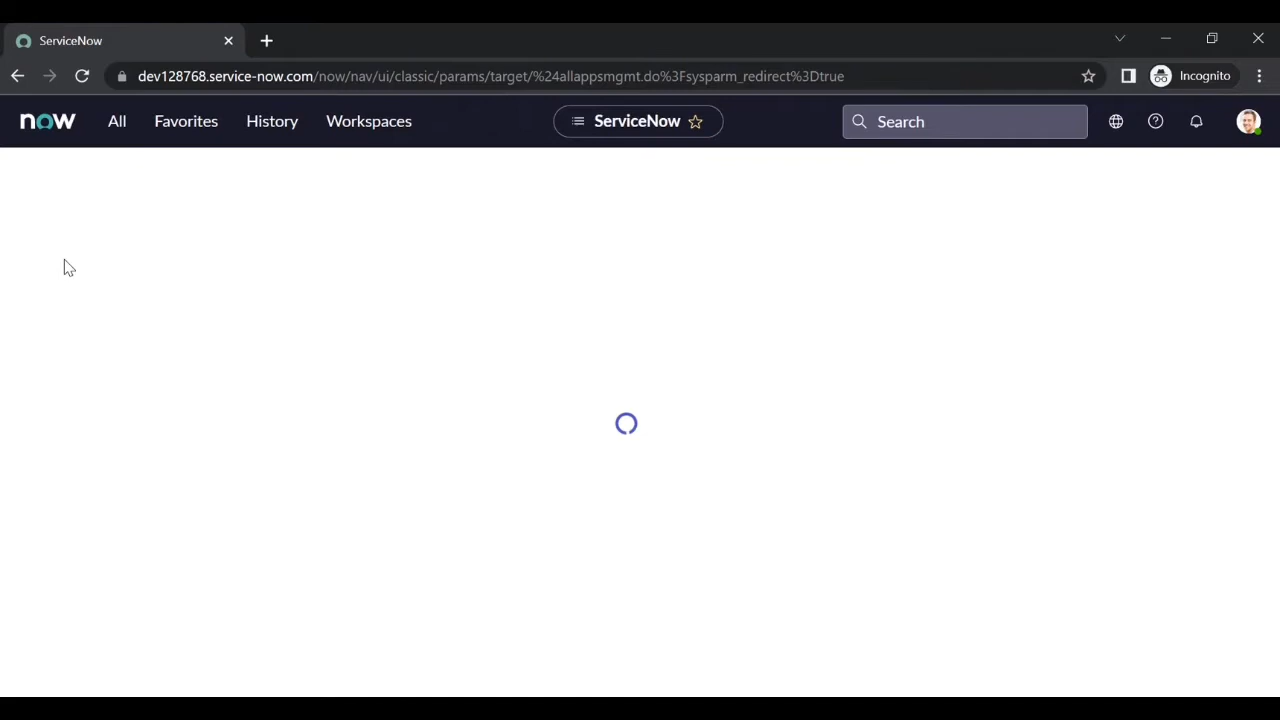 ServiceNow
dev128768.service-now.com/now/nav/ui/classic/params/target/%24allappsmgmt.do%3Fsysparm_redirect%3Dtrue
Incognito
now
All
Favorites
History
Workspaces
ServiceNow
Search